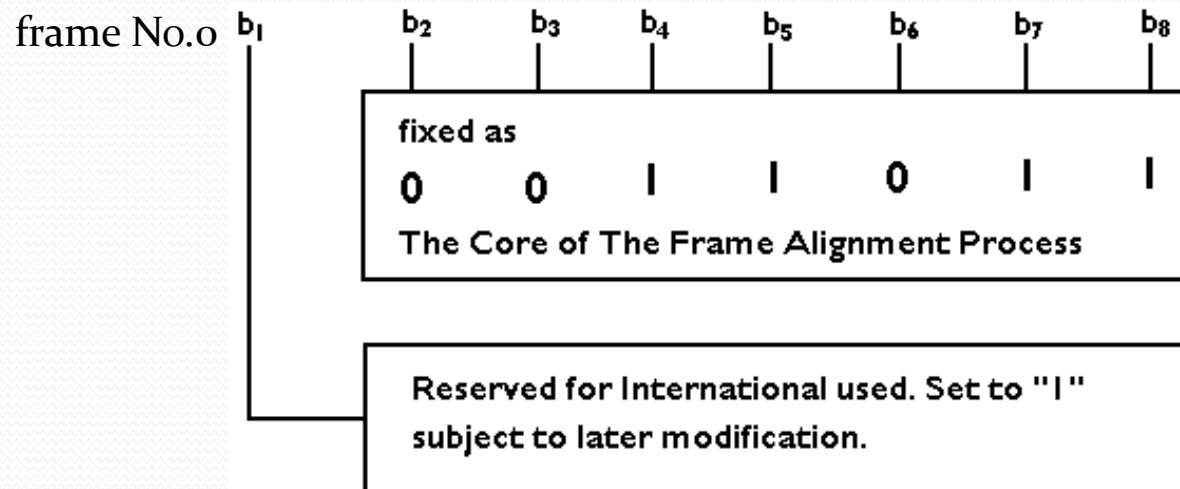 frame No.0 b₁ b₂ b₃ b₄ b₅ b₆ b₇ b₈
fixed as
0 0 1 1 0 1 1
The Core of The Frame Alignment Process
Reserved for International used. Set to "1"
subject to later modification.